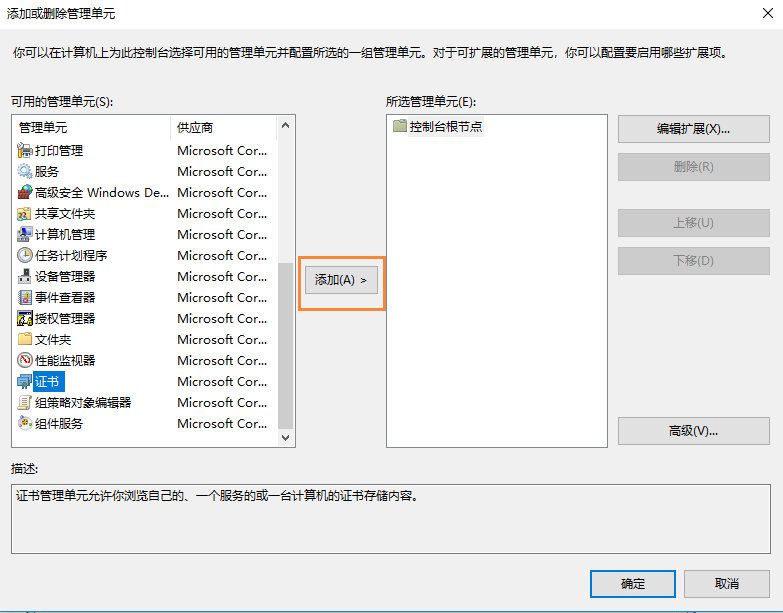 添加或删除管理单元
你可以在计算机上为此控制台选择可用的管理单元并配置所选的一组管理单元。对于可扩展的管理单元，你可以配置要启用哪些扩展项。
可用的管理单元(S):
管理单元 供应商
打印管理 Microsoft Cor...
服务 Microsoft Cor...
高级安全 Windows De... Microsoft Cor...
共享文件夹 Microsoft Cor...
计算机管理 Microsoft Cor...
任务计划程序 Microsoft Cor...
设备管理器 Microsoft Cor...
事件查看器 Microsoft Cor...
授权管理器 Microsoft Cor...
文件夹 Microsoft Cor...
性能监视器 Microsoft Cor...
证书 Microsoft Cor...
组策略对象编辑器 Microsoft Cor...
组件服务 Microsoft Cor...
添加(A) >
所选管理单元(E):
控制台根节点
编辑扩展(X)...
删除(R)
上移(U)
下移(D)
高级(V)...
描述:
证书管理单元允许你浏览自己的、一个服务的或一台计算机的证书存储内容。
确定
取消